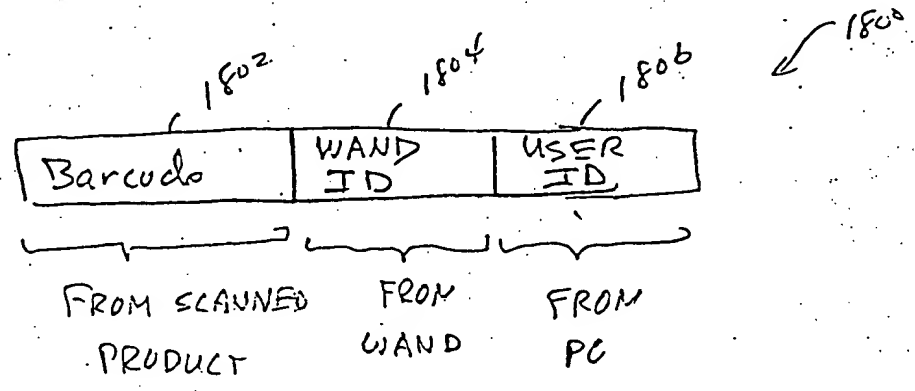 1800
1802 1804 1806
Barcode WAND USER
ID ID
FROM SCANNED FROM FROM
PRODUCT WAND PC